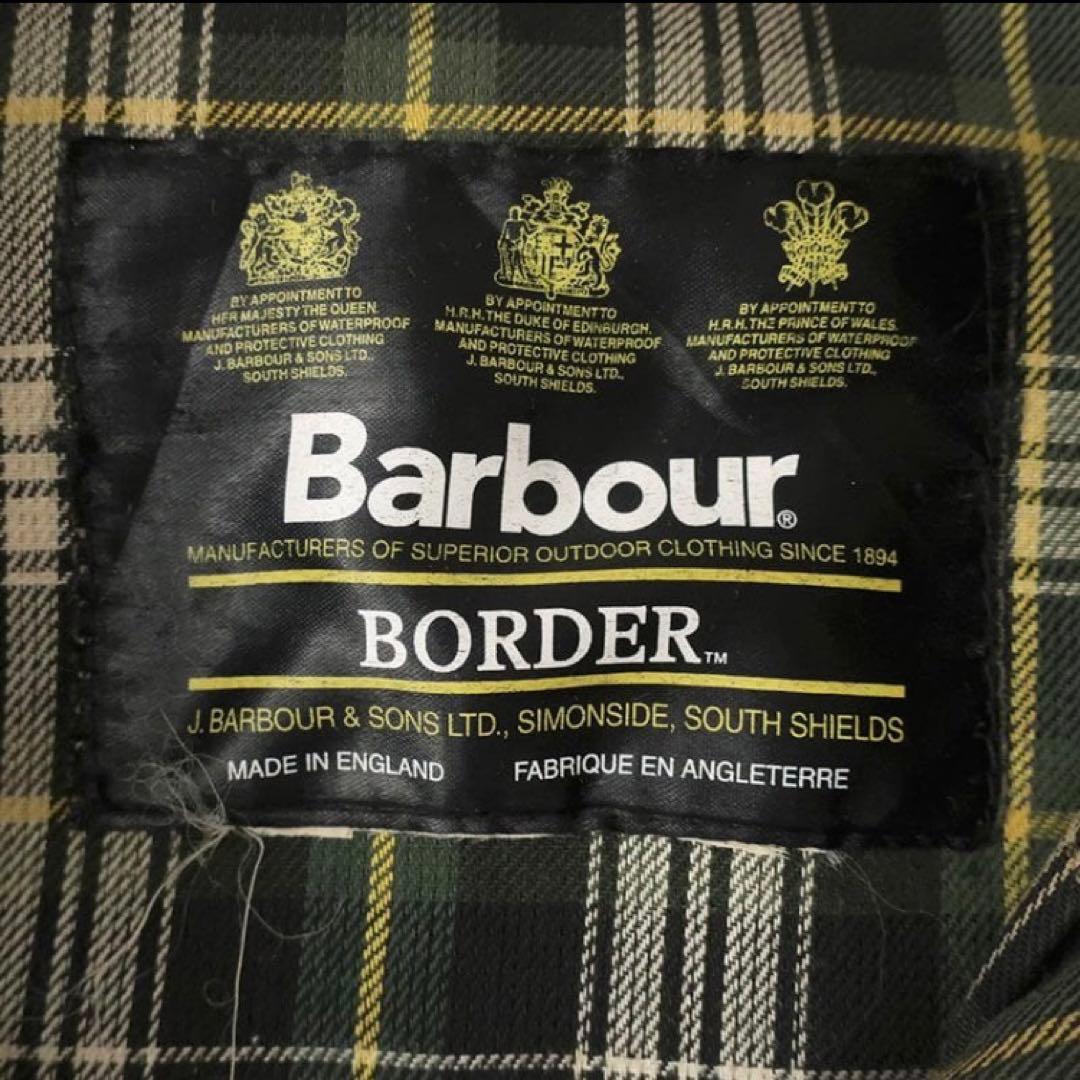 BY APPOINTMENT TO
HER MAJESTY THE QUEEN
MANUFACTURERS OF WATERPROOF
AND PROTECTIVE CLOTHING
J. BARBOUR & SONS LTD.
SOUTH SHIELDS.
BY APPOINTMENT TO
H.R.H. THE DUKE OF EDINBURGH.
MANUFACTURERS OF WATERPROOF
AND PROTECTIVE CLOTHING
J. BARBOUR & SONS LTD.,
SOUTH SHIELDS.
BY APPOINTMENT TO
H.R.H. THE PRINCE OF WALES.
MANUFACTURERS OF WATERPROOF
AND PROTECTIVE CLOTHING
J. BARBOUR & SONS LTD.,
SOUTH SHIELDS.
Barbour®
MANUFACTURERS OF SUPERIOR OUTDOOR CLOTHING SINCE 1894
BORDER™
J. BARBOUR & SONS LTD., SIMONSIDE, SOUTH SHIELDS
MADE IN ENGLAND FABRIQUE EN ANGLETERRE